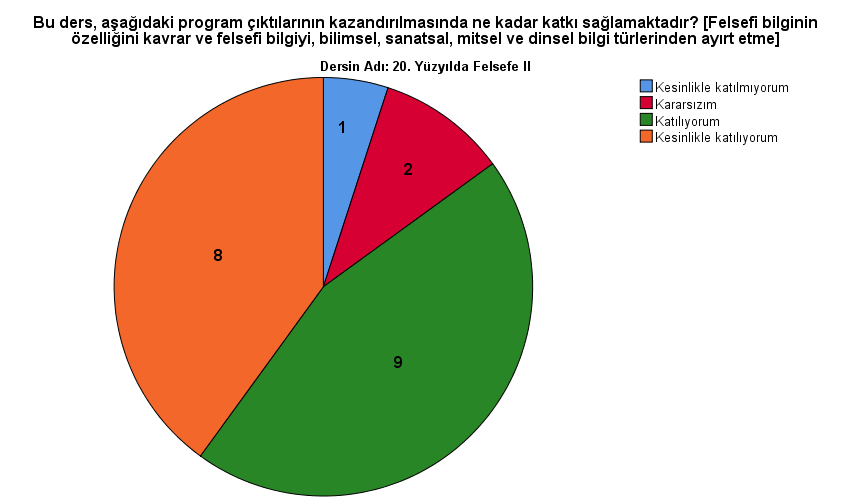 Bu ders, aşağıdaki program çıktılarının kazandırılmasında ne kadar katkı sağlamaktadır? [Felsefi bilginin
özelliğini kavrar ve felsefi bilgiyi, bilimsel, sanatsal, mitsel ve dinsel bilgi türlerinden ayırt etme]
Dersin Adı: 20. Yüzyılda Felsefe II
Kesinlikle katılmıyorum
Kararsızım
Katılıyorum
Kesinlikle katılıyorum
1
2
8
9